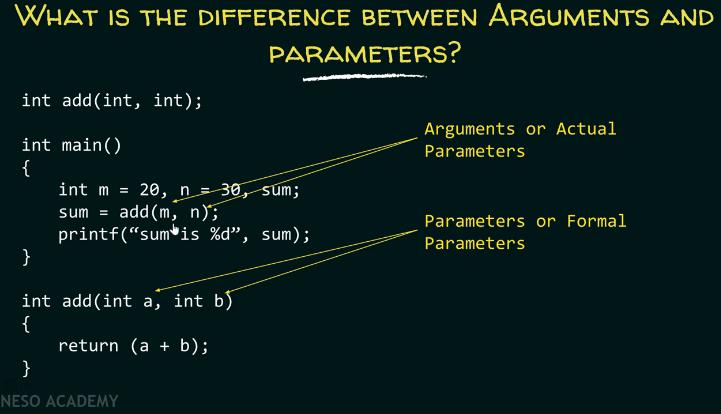 WHAT IS THE DIFFERENCE BETWEEN ARGUMENTS AND
PARAMETERS?
int add(int, int);
int main()
{
int m = 20, n = 30, sum;
sum = add(m, n);
printf(“sum is %d”, sum);
}
int add(int a, int b)
{
return (a + b);
}
Arguments or Actual
Parameters
Parameters or Formal
Parameters
NESO ACADEMY